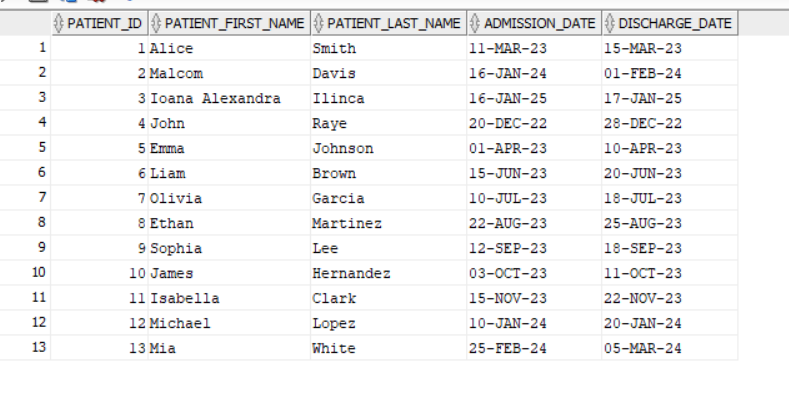 PATIENT_ID PATIENT_FIRST_NAME PATIENT_LAST_NAME ADMISSION_DATE DISCHARGE_DATE
1 1 Alice Smith 11-MAR-23 15-MAR-23
2 2 Malcom Davis 16-JAN-24 01-FEB-24
3 3 Ioana Alexandra Ilinca 16-JAN-25 17-JAN-25
4 4 John Raye 20-DEC-22 28-DEC-22
5 5 Emma Johnson 01-APR-23 10-APR-23
6 6 Liam Brown 15-JUN-23 20-JUN-23
7 7 Olivia Garcia 10-JUL-23 18-JUL-23
8 8 Ethan Martinez 22-AUG-23 25-AUG-23
9 9 Sophia Lee 12-SEP-23 18-SEP-23
10 10 James Hernandez 03-OCT-23 11-OCT-23
11 11 Isabella Clark 15-NOV-23 22-NOV-23
12 12 Michael Lopez 10-JAN-24 20-JAN-24
13 13 Mia White 25-FEB-24 05-MAR-24